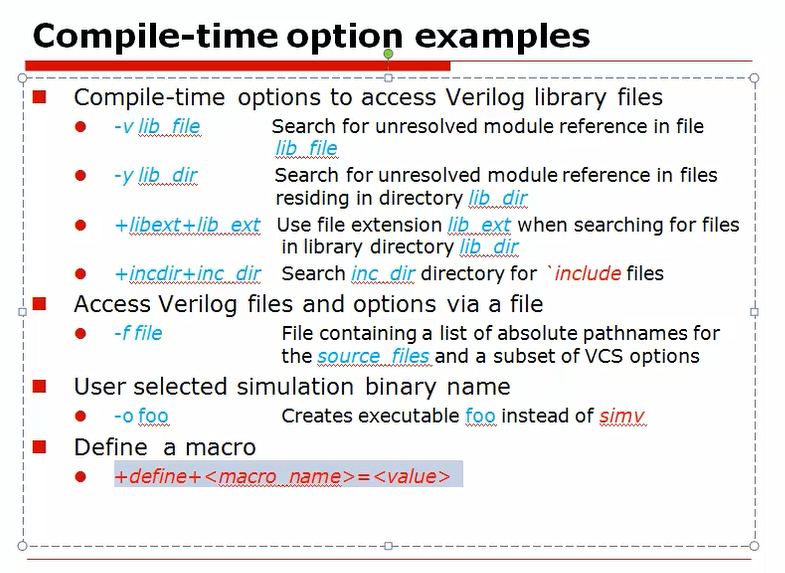 Compile-time option examples
Compile-time options to access Verilog library files
-v lib_file Search for unresolved module reference in file
lib_file
-y lib_dir Search for unresolved module reference in files
residing in directory lib_dir
+libext+lib_ext Use file extension lib_ext when searching for files
in library directory lib_dir
+incdir+inc_dir Search inc_dir directory for `include files
Access Verilog files and options via a file
-f file File containing a list of absolute pathnames for
the source_files and a subset of VCS options
User selected simulation binary name
-o foo Creates executable foo instead of simv
Define a macro
+define+<macro_name>=<value>